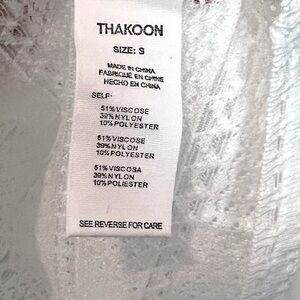 THAKOON
SIZE: S
MADE IN CHINA
FABRIQUÉ EN CHINE
HECHO EN CHINA
SELF:
51% VISCOSE
39% NYLON
10% POLYESTER
51% VISCOSE
39% NYLON
10% POLYESTER
51% VISCOSA
39% NYLON
10% POLIESTER
SEE REVERSE FOR CARE